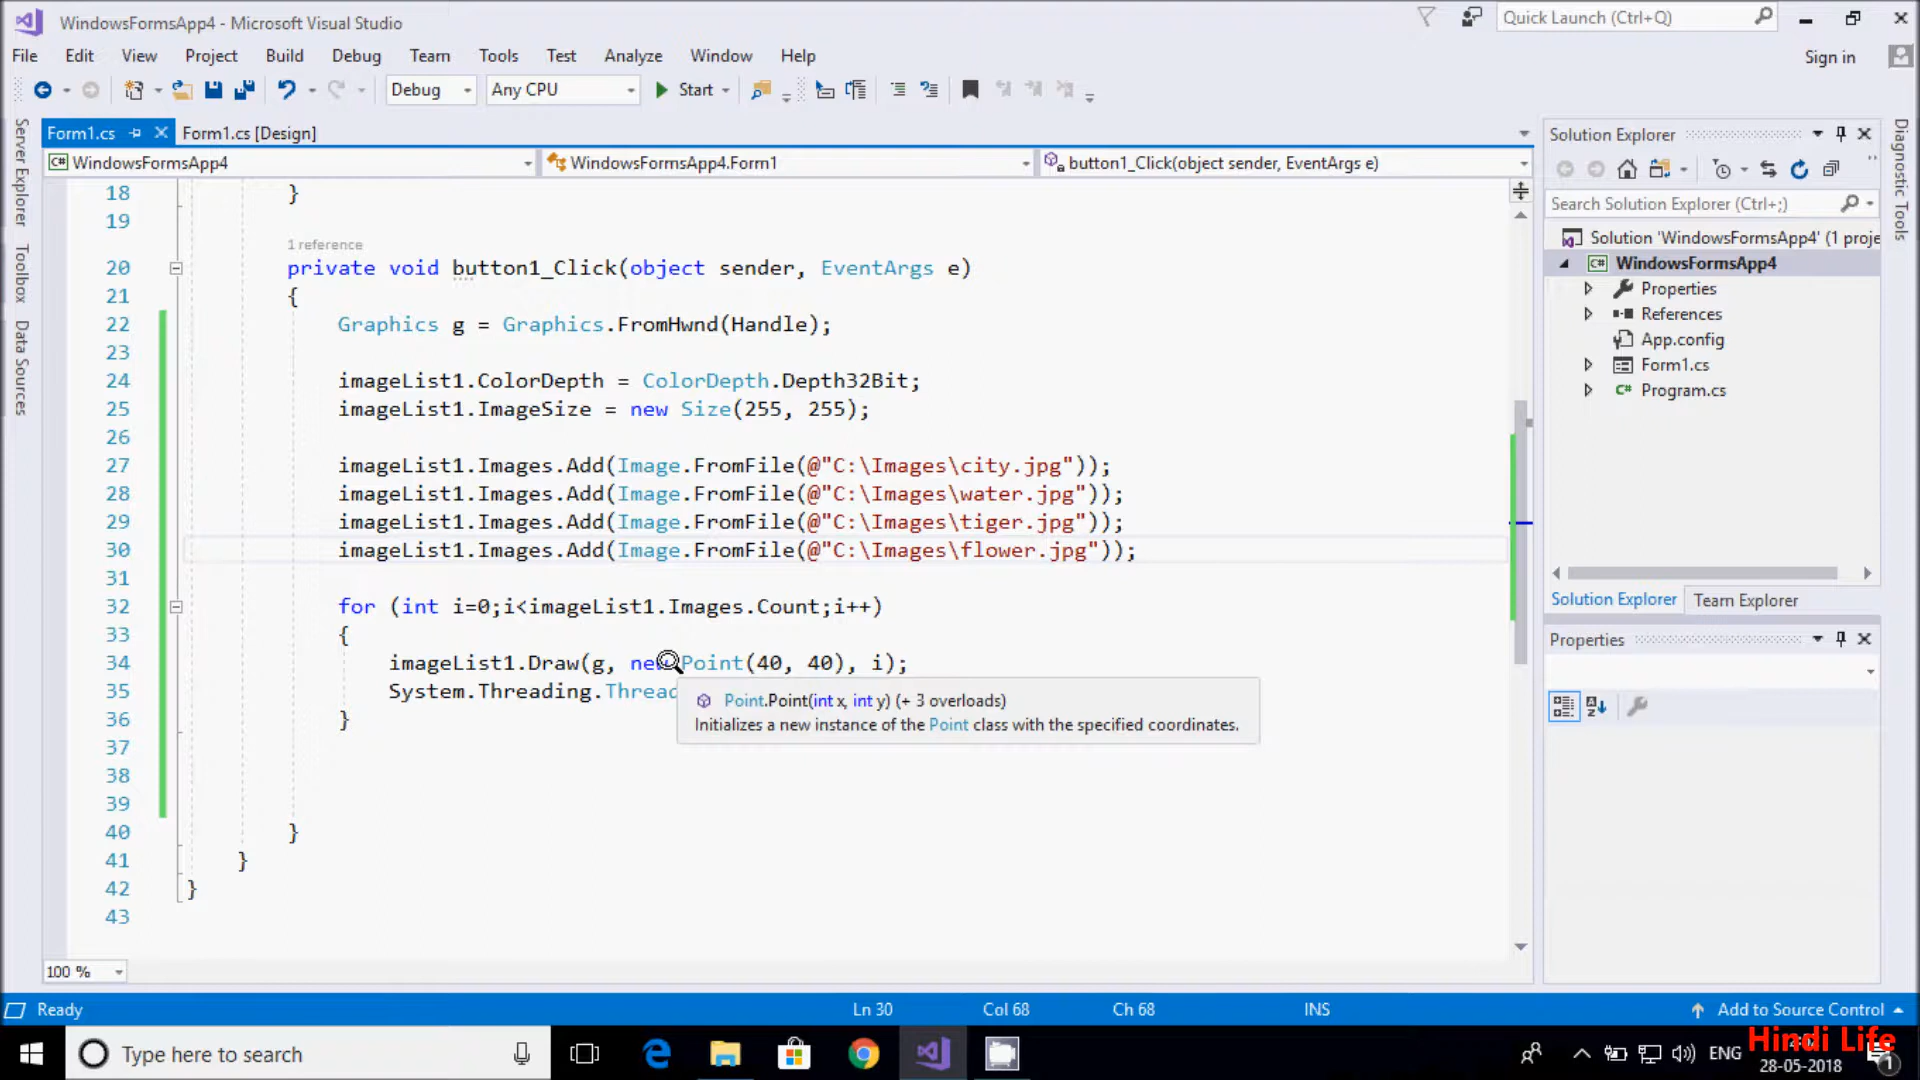 WindowsFormsApp4 - Microsoft Visual Studio
Quick Launch (Ctrl+Q)
File Edit View Project Build Debug Team Tools Test Analyze Window Help
Sign in
Debug Any CPU Start
Form1.cs Form1.cs [Design]
WindowsFormsApp4 WindowsFormsApp4.Form1 button1_Click(object sender, EventArgs e)
Server Explorer
Toolbox
Data Sources
18 }
19
1 reference
20 private void button1_Click(object sender, EventArgs e)
21 {
22 Graphics g = Graphics.FromHwnd(Handle);
23
24 imageList1.ColorDepth = ColorDepth.Depth32Bit;
25 imageList1.ImageSize = new Size(255, 255);
26
27 imageList1.Images.Add(Image.FromFile(@"C:\Images\city.jpg"));
28 imageList1.Images.Add(Image.FromFile(@"C:\Images\water.jpg"));
29 imageList1.Images.Add(Image.FromFile(@"C:\Images\tiger.jpg"));
30 imageList1.Images.Add(Image.FromFile(@"C:\Images\flower.jpg"));
31
32 for (int i=0;i<imageList1.Images.Count;i++)
33 {
34 imageList1.Draw(g, new Point(40, 40), i);
35 System.Threading.Thread
36 }
37
38
39
40 }
41 }
42 }
43
Point.Point(int x, int y) (+ 3 overloads)
Initializes a new instance of the Point class with the specified coordinates.
100 %
Solution Explorer
Search Solution Explorer (Ctrl+;)
Solution 'WindowsFormsApp4' (1 proje
WindowsFormsApp4
Properties
References
App.config
Form1.cs
Program.cs
Solution Explorer Team Explorer
Properties
Diagnostic Tools
Ready Ln 30 Col 68 Ch 68 INS Add to Source Control
Type here to search
ENG
28-05-2018
1
Hindi Life